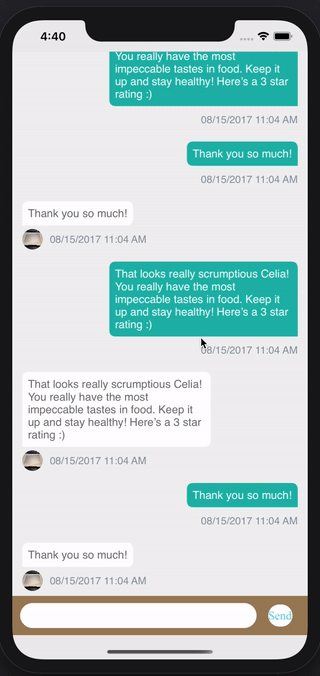 4:40
You really have the most
impeccable tastes in food. Keep it
up and stay healthy! Here's a 3 star
rating :)
08/15/2017 11:04 AM
Thank you so much!
08/15/2017 11:04 AM
Thank you so much!
08/15/2017 11:04 AM
That looks really scrumptious Celia!
You really have the most
impeccable tastes in food. Keep it
up and stay healthy! Here's a 3 star
rating :)
08/15/2017 11:04 AM
That looks really scrumptious Celia!
You really have the most
impeccable tastes in food. Keep it
up and stay healthy! Here's a 3 star
rating :)
08/15/2017 11:04 AM
Thank you so much!
08/15/2017 11:04 AM
Thank you so much!
08/15/2017 11:04 AM
Send